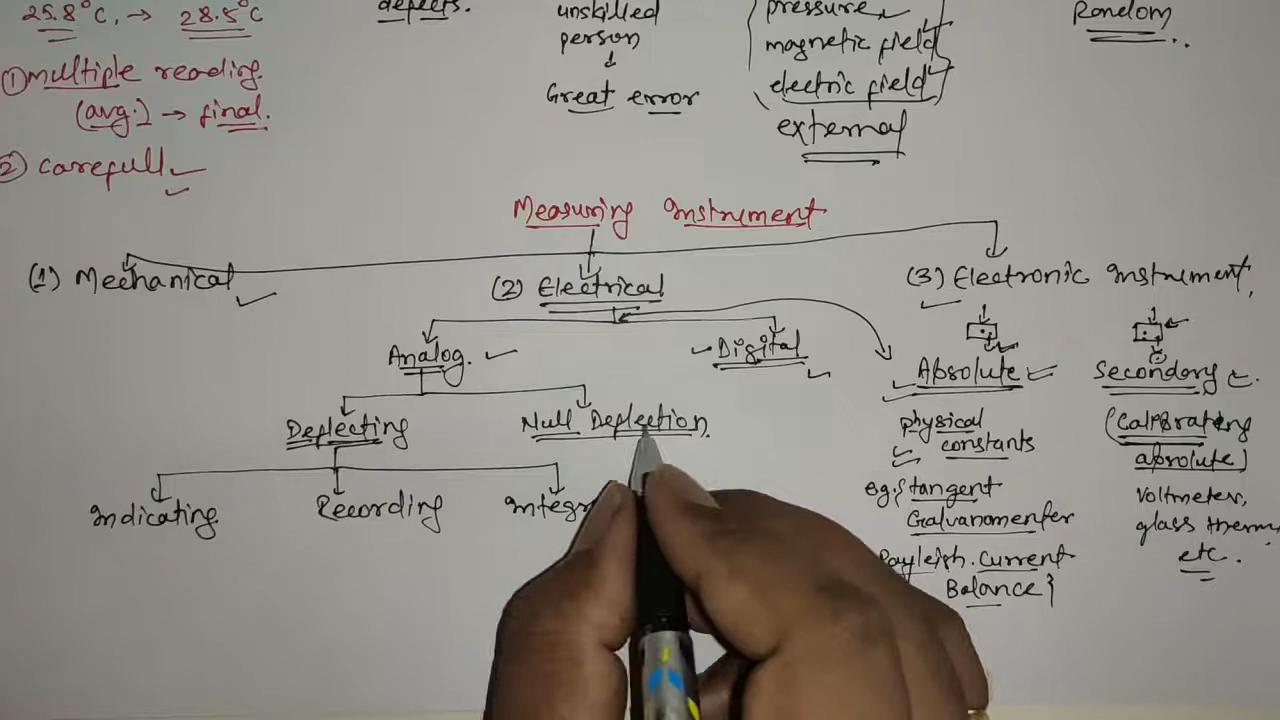 25.8°C, → 28.5°C
① multiple reading.
(avg.) → final.
② carefull
defects.
unskilled
person
↓
Great error
pressure
magnetic field
electric field
external
Random
Measuring Instrument
(1) Mechanical
(2) Electrical
(3) Electronic instrument,
Analog.
Digital
Absolute
Secondary
Deflecting
Null Deflection
physical
constants
(Calibrating
absolute)
Indicating
Recording
Integr
eg. { tangent
Galvanometer
Rayleigh. Current
Balance }
Voltmeter,
glass therm
etc.